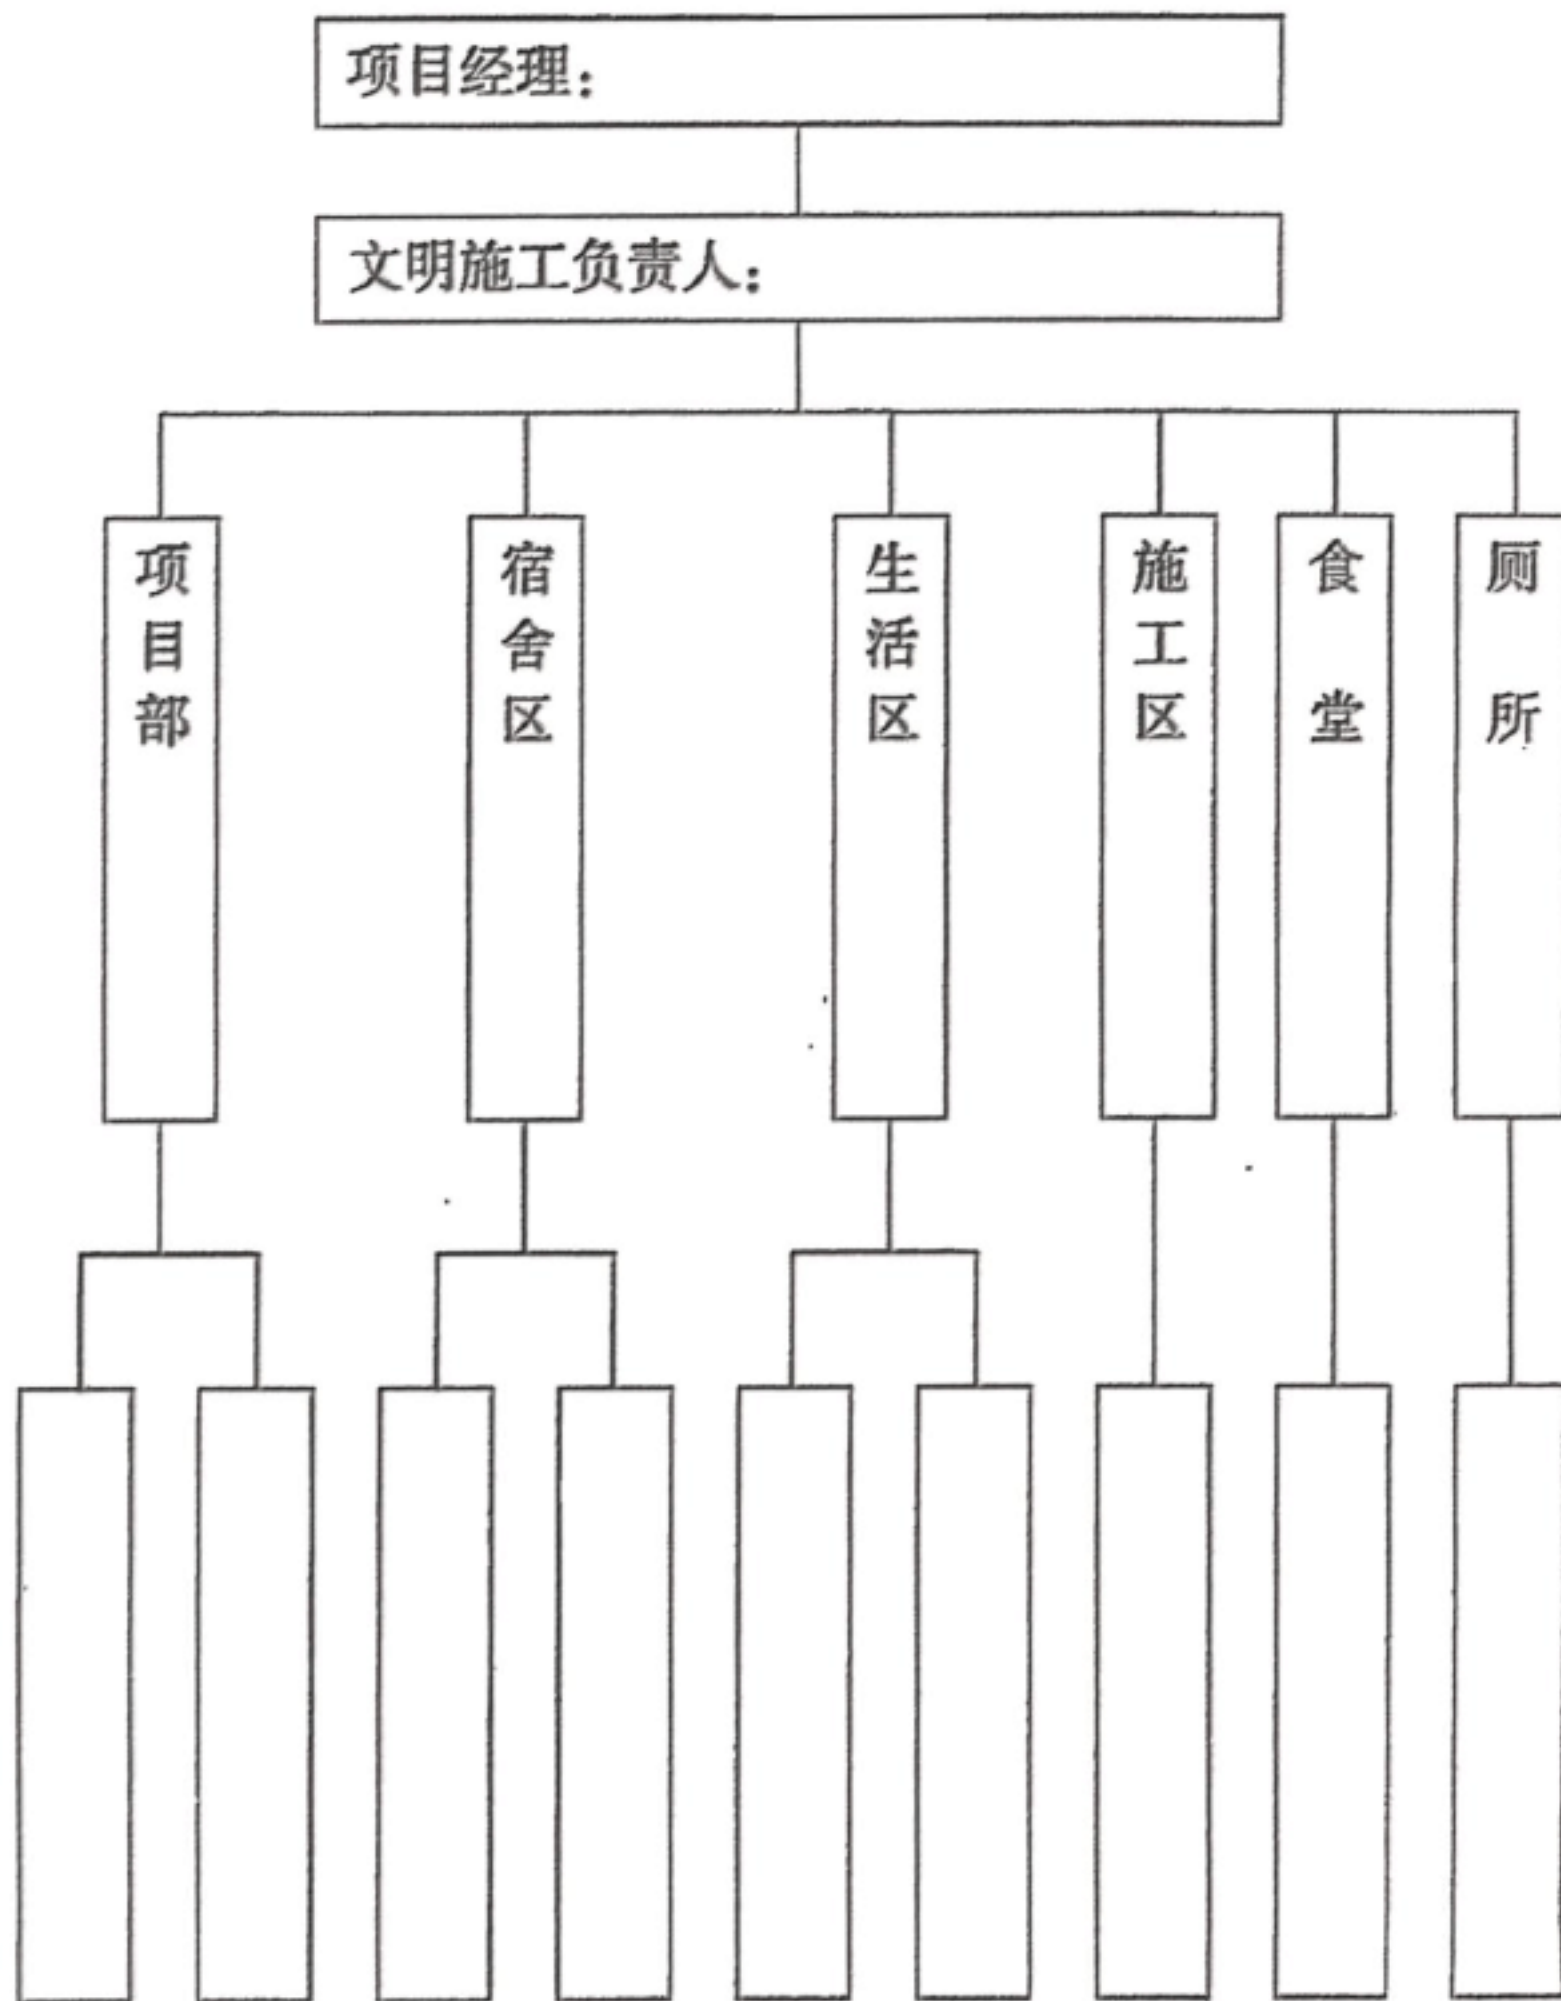 项目经理：
文明施工负责人：
项目部
宿舍区
生活区
施工区
食堂
厕所